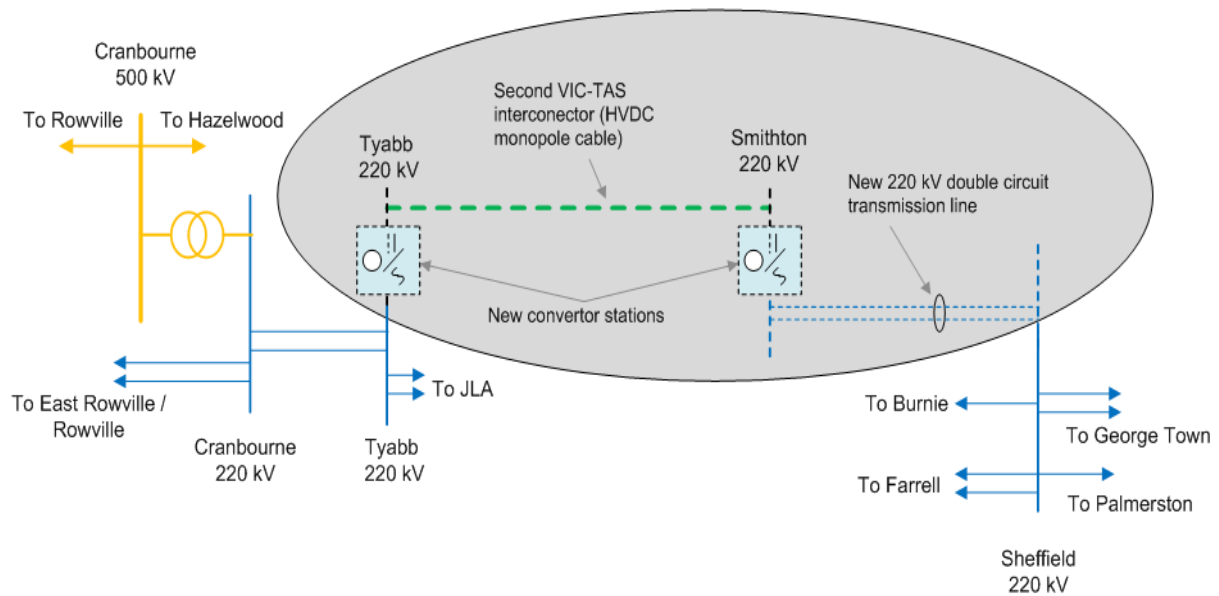 Cranbourne
500 kV
To Rowville
To Hazelwood
Second VIC-TAS
interconector (HVDC
monopole cable)
Tyabb
220 kV
Smithton
220 kV
New 220 kV double circuit
transmission line
New convertor stations
To East Rowville /
Rowville
To JLA
Cranbourne
220 kV
Tyabb
220 kV
To Burnie
To George Town
To Farrell
To Palmerston
Sheffield
220 kV